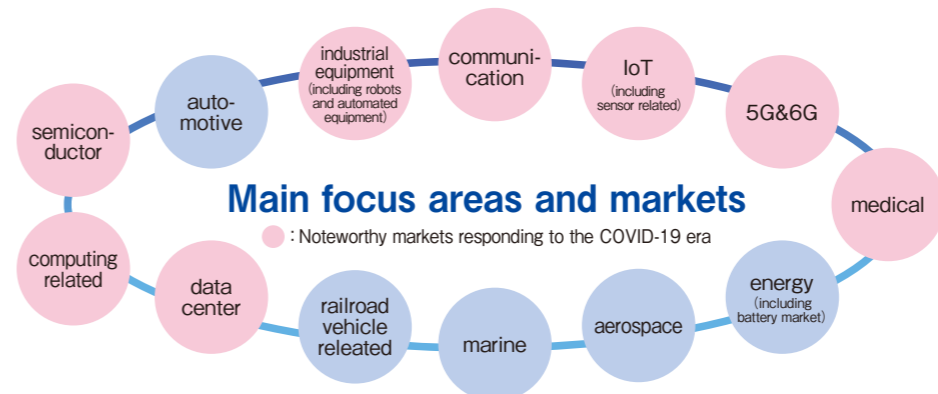 industrial
equipment
(including robots
and automated
equipment)
communi-
cation
IoT
(including
sensor related)
auto-
motive
5G&6G
semicon-
ductor
Main focus areas and markets
medical
: Noteworthy markets responding to the COVID-19 era
computing
related
data
center
railroad
vehicle
releated
marine
aerospace
energy
(including
battery market)